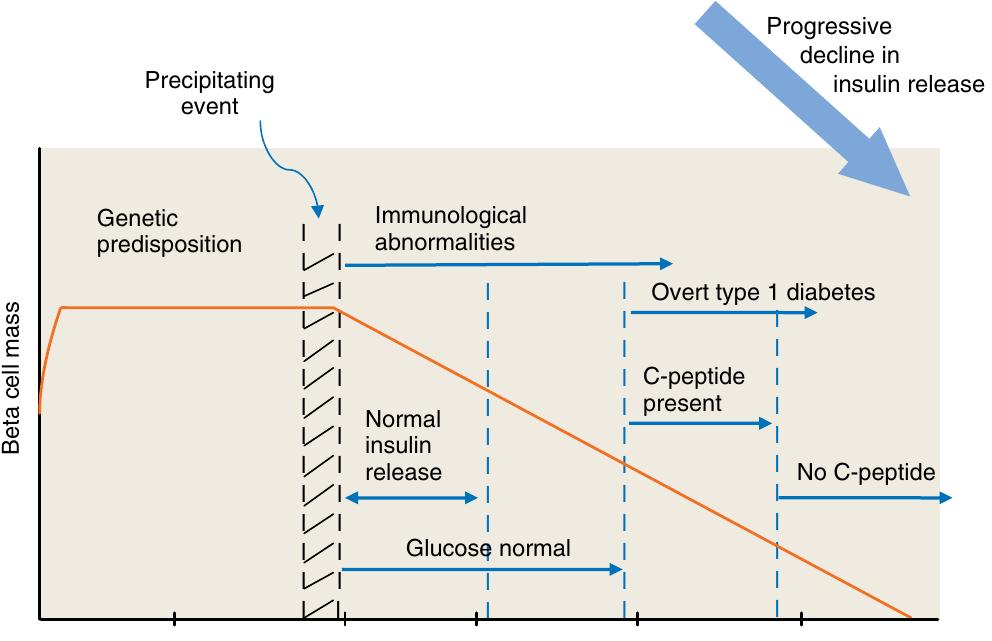 Progressive
decline in
insulin release
Precipitating
event
Genetic
predisposition
Immunological
abnormalities
Overt type 1 diabetes
C-peptide
present
Normal
insulin
release
No C-peptide
Glucose normal
Beta cell mass